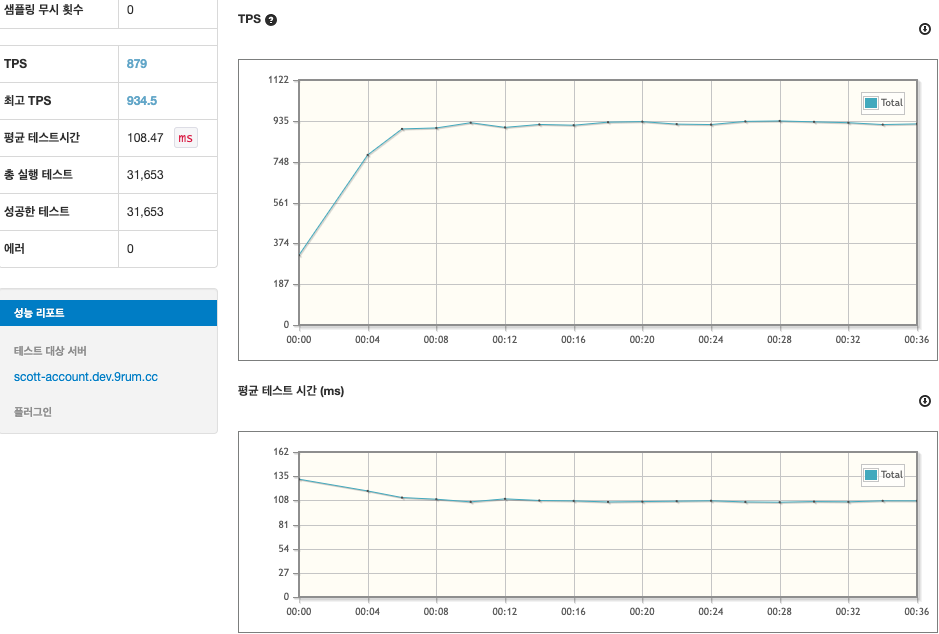 샘플링 무시 횟수 0
TPS 879
최고 TPS 934.5
평균 테스트시간 108.47 ms
총 실행 테스트 31,653
성공한 테스트 31,653
에러 0
성능 리포트
테스트 대상 서버
scott-account.dev.9rum.cc
플러그인
TPS ?
1122
935
748
561
374
187
0
Total
00:00 00:04 00:08 00:12 00:16 00:20 00:24 00:28 00:32 00:36
평균 테스트 시간 (ms)
162
135
108
81
54
27
0
Total
00:00 00:04 00:08 00:12 00:16 00:20 00:24 00:28 00:32 00:36